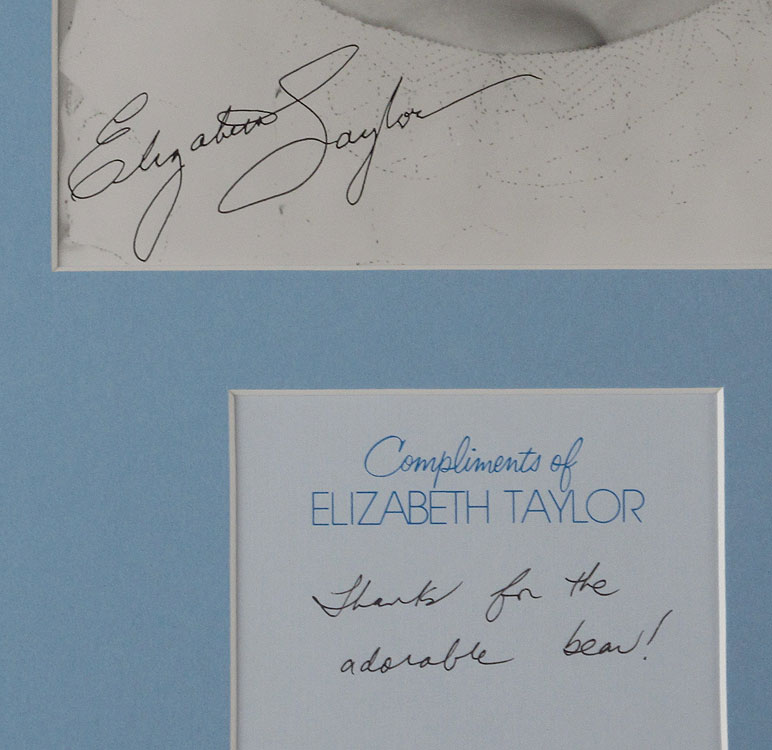 Elizabeth Taylor
Compliments of
ELIZABETH TAYLOR
Thanks for the
adorable bear!